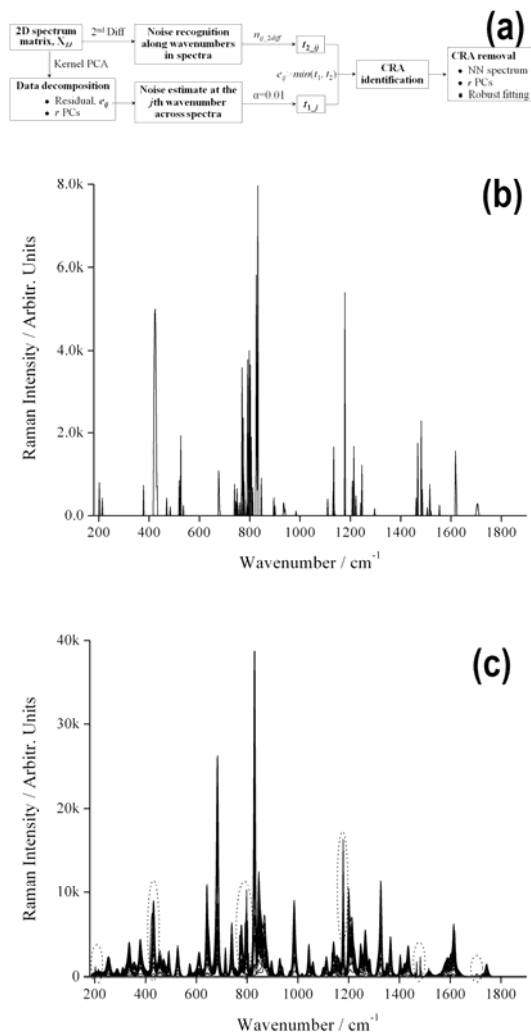 (a)
2D spectrum
matrix, X_IJ
2nd Diff
Noise recognition
along wavenumbers
in spectra
n_ij_2diff
t_2_ij
Kernel PCA
Data decomposition
• Residual, e_ij
• r PCs
Noise estimate at the
jth wavenumber
across spectra
α=0.01
t_1_j
e_ij>min(t_1, t_2)
CRA
identification
CRA removal
• NN spectrum
• r PCs
• Robust fitting
(b)
Raman Intensity / Arbitr. Units
8.0k
6.0k
4.0k
2.0k
0.0
200 400 600 800 1000 1200 1400 1600 1800
Wavenumber / cm⁻¹
(c)
Raman Intensity / Arbitr. Units
40k
30k
20k
10k
0
200 400 600 800 1000 1200 1400 1600 1800
Wavenumber / cm⁻¹